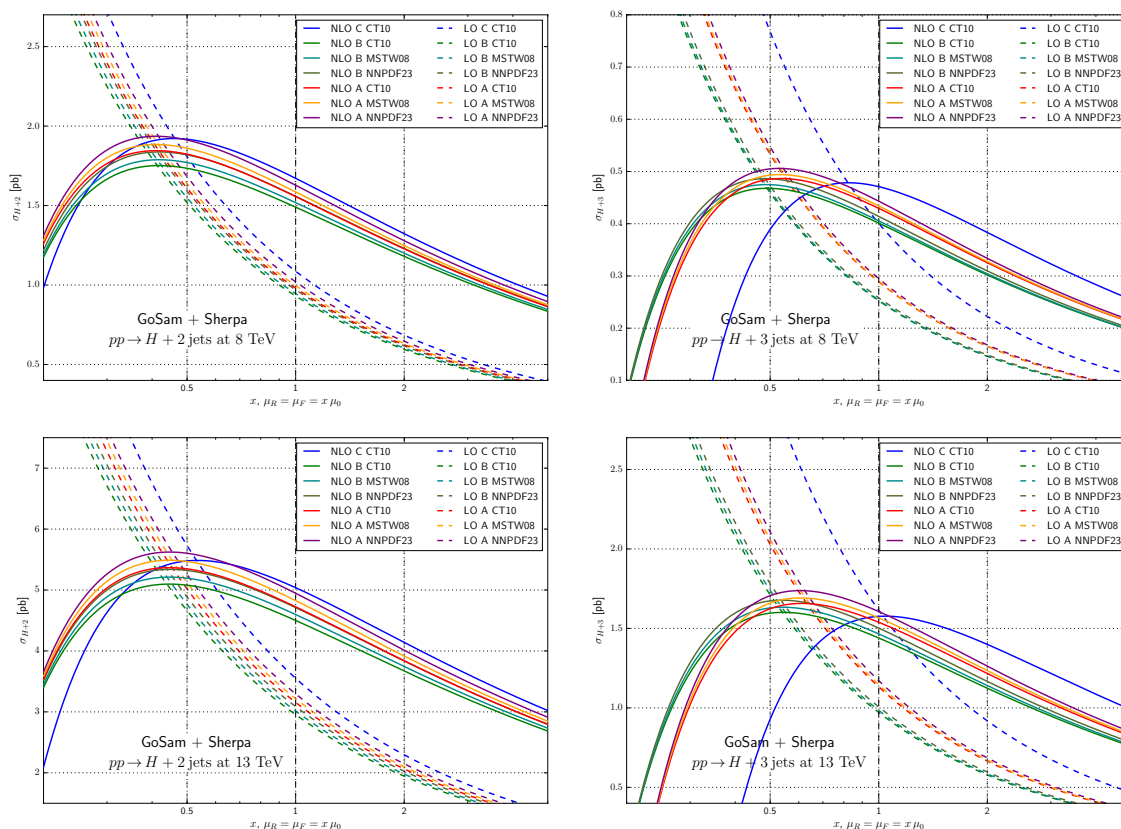 2.5
2.0
1.5
1.0
0.5
σ_{H+2} [pb]
NLO C CT10
NLO B CT10
NLO B MSTW08
NLO B NNPDF23
NLO A CT10
NLO A MSTW08
NLO A NNPDF23
LO C CT10
LO B CT10
LO B MSTW08
LO B NNPDF23
LO A CT10
LO A MSTW08
LO A NNPDF23
GoSam + Sherpa
pp → H + 2 jets at 8 TeV
0.5 1 2
x, μ_R = μ_F = x μ_0
0.8
0.7
0.6
0.5
0.4
0.3
0.2
0.1
σ_{H+3} [pb]
NLO C CT10
NLO B CT10
NLO B MSTW08
NLO B NNPDF23
NLO A CT10
NLO A MSTW08
NLO A NNPDF23
LO C CT10
LO B CT10
LO B MSTW08
LO B NNPDF23
LO A CT10
LO A MSTW08
LO A NNPDF23
GoSam + Sherpa
pp → H + 3 jets at 8 TeV
0.5 1 2
x, μ_R = μ_F = x μ_0
7
6
5
4
3
2
σ_{H+2} [pb]
NLO C CT10
NLO B CT10
NLO B MSTW08
NLO B NNPDF23
NLO A CT10
NLO A MSTW08
NLO A NNPDF23
LO C CT10
LO B CT10
LO B MSTW08
LO B NNPDF23
LO A CT10
LO A MSTW08
LO A NNPDF23
GoSam + Sherpa
pp → H + 2 jets at 13 TeV
0.5 1 2
x, μ_R = μ_F = x μ_0
2.5
2.0
1.5
1.0
0.5
σ_{H+3} [pb]
NLO C CT10
NLO B CT10
NLO B MSTW08
NLO B NNPDF23
NLO A CT10
NLO A MSTW08
NLO A NNPDF23
LO C CT10
LO B CT10
LO B MSTW08
LO B NNPDF23
LO A CT10
LO A MSTW08
LO A NNPDF23
GoSam + Sherpa
pp → H + 3 jets at 13 TeV
0.5 1 2
x, μ_R = μ_F = x μ_0